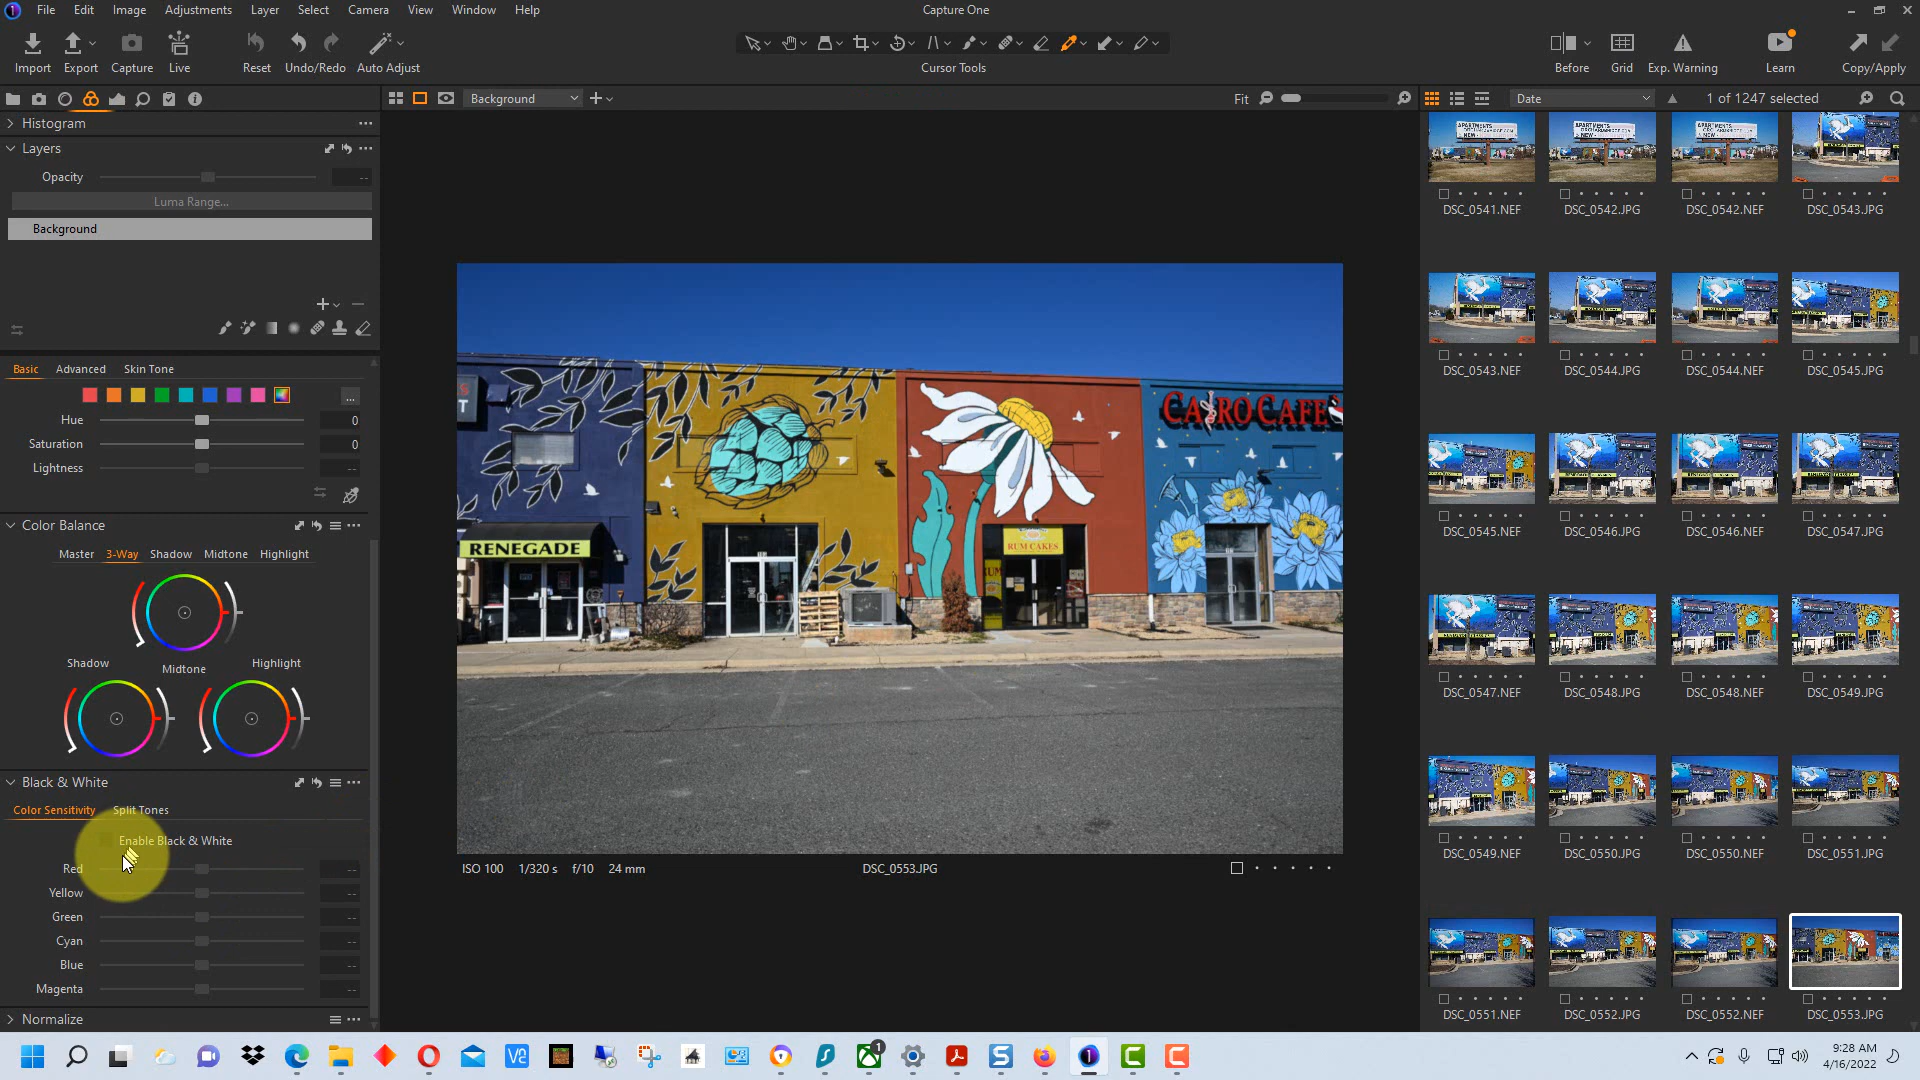 File Edit Image Adjustments Layer Select Camera View Window Help
Capture One
Import Export Capture Live Reset Undo/Redo Auto Adjust
Cursor Tools
Before Grid Exp. Warning Learn Copy/Apply
Background
Fit
Date
1 of 1247 selected
Histogram
Layers
Opacity
Luma Range...
Background
Basic Advanced Skin Tone
Hue 0
Saturation 0
Lightness
Color Balance
Master 3-Way Shadow Midtone Highlight
Shadow Midtone Highlight
Black & White
Color Sensitivity Split Tones
Enable Black & White
Red
Yellow
Green
Cyan
Blue
Magenta
Normalize
CAIRO CAFE
RENEGADE
RUM CAKES
ISO 100 1/320 s f/10 24 mm
DSC_0553.JPG
DSC_0541.NEF DSC_0542.JPG DSC_0542.NEF DSC_0543.JPG
DSC_0543.NEF DSC_0544.JPG DSC_0544.NEF DSC_0545.JPG
DSC_0545.NEF DSC_0546.JPG DSC_0546.NEF DSC_0547.JPG
DSC_0547.NEF DSC_0548.JPG DSC_0548.NEF DSC_0549.JPG
DSC_0549.NEF DSC_0550.JPG DSC_0550.NEF DSC_0551.JPG
DSC_0551.NEF DSC_0552.JPG DSC_0552.NEF DSC_0553.JPG
9:28 AM
4/16/2022